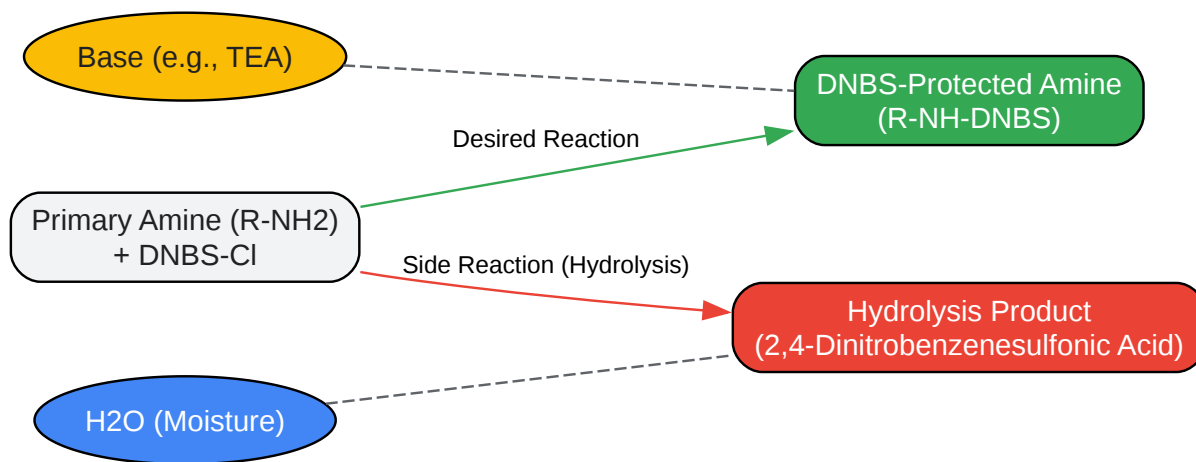 Base (e.g., TEA)
DNBS-Protected Amine
(R-NH-DNBS)
Desired Reaction
Primary Amine (R-NH2)
+ DNBS-Cl
Side Reaction (Hydrolysis)
Hydrolysis Product
(2,4-Dinitrobenzenesulfonic Acid)
H2O (Moisture)